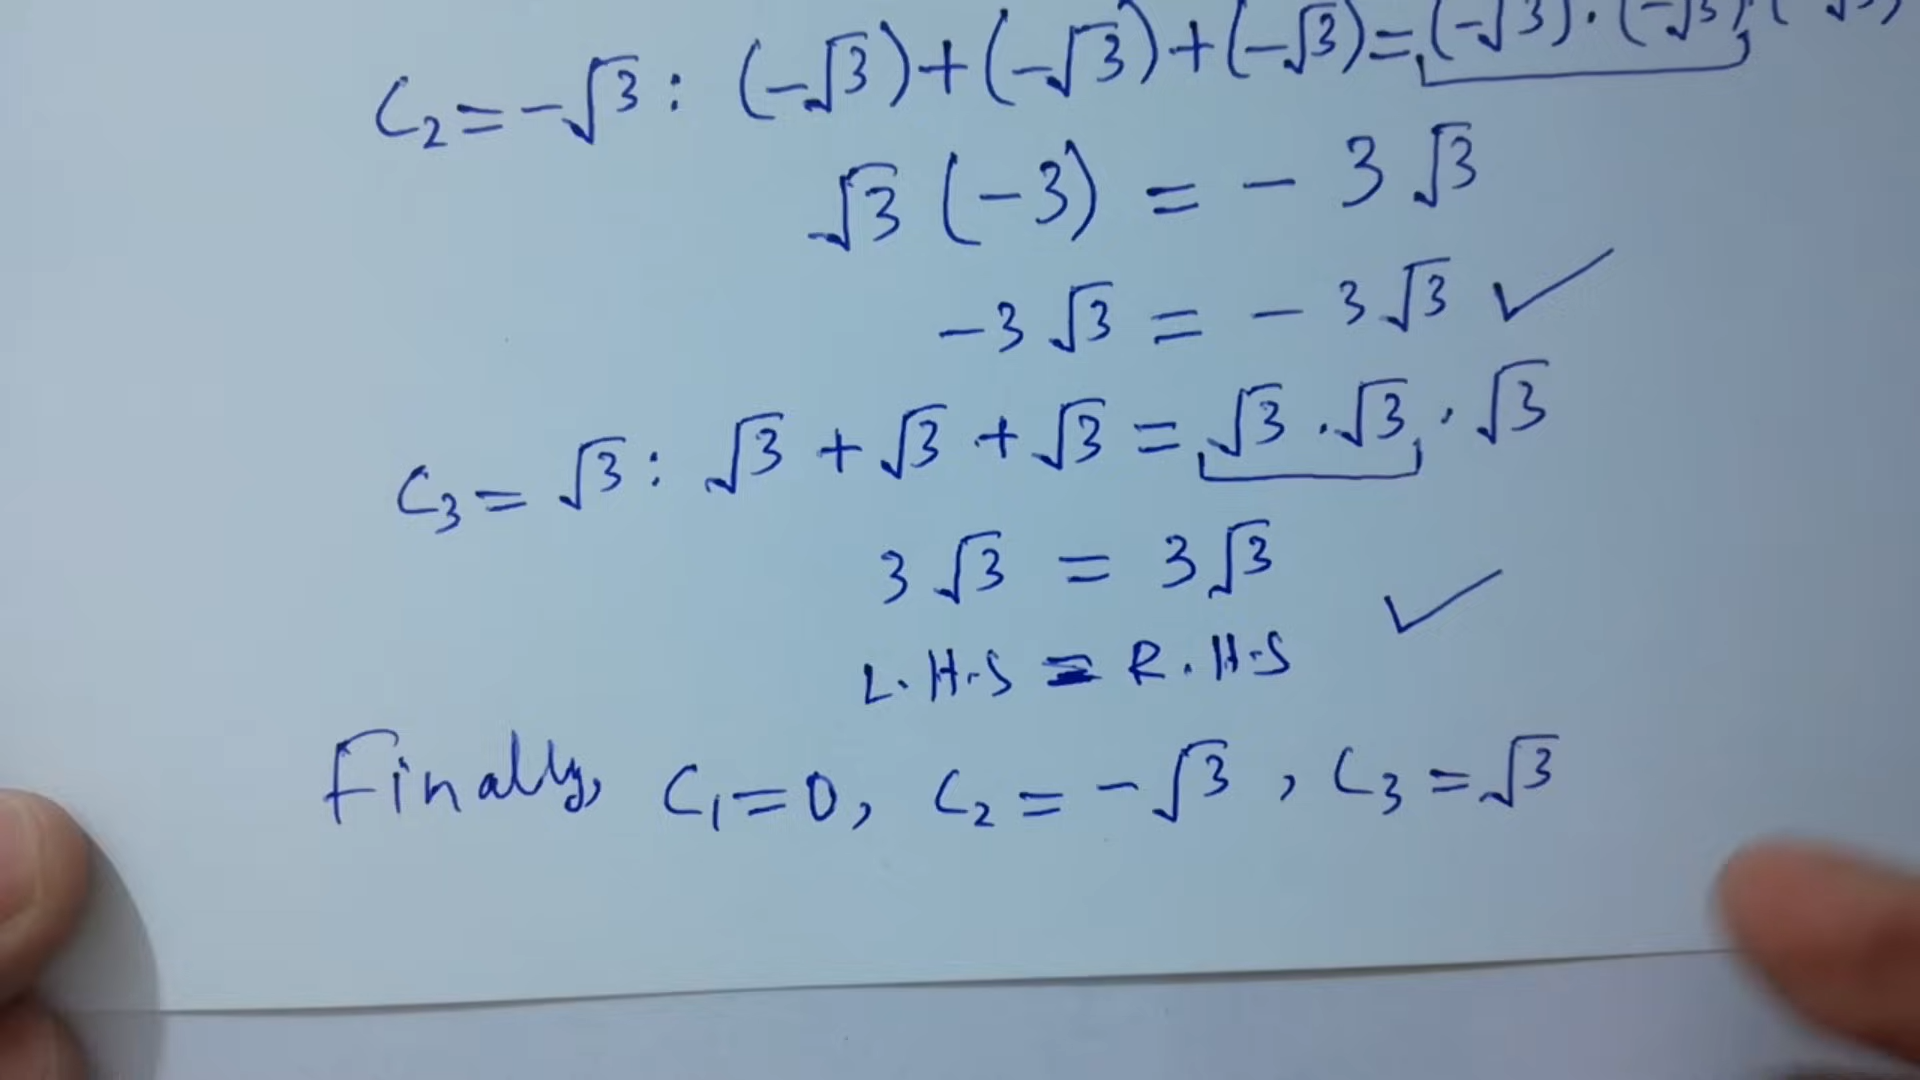 C₂ = -√3 : (-√3) + (-√3) + (-√3) = (-√3) · (-√3) · (-√3)
√3 (-3) = - 3 √3
-3 √3 = - 3 √3 ✓
C₃ = √3 : √3 + √3 + √3 = √3 · √3 · √3
3 √3 = 3 √3 ✓
L.H.S = R.H.S
Finally, C₁ = 0, C₂ = -√3, C₃ = √3